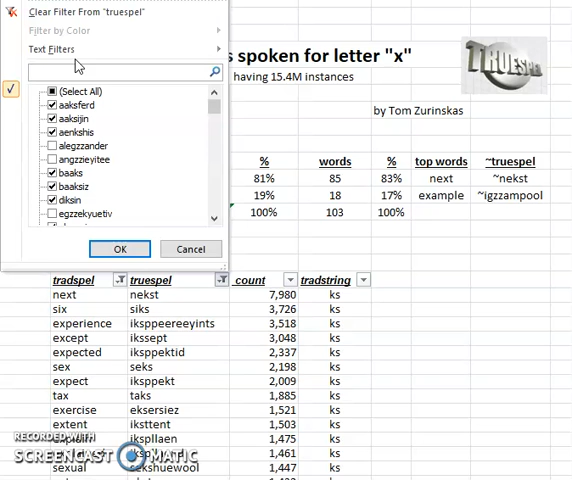 Clear Filter From "truespel"
Filter by Color
Text Filters
s spoken for letter "x"
having 15.4M instances
TRUESPEL
by Tom Zurinskas
(Select All)
aaksferd
aaksijin
aenkshis
alegzzander
angzzieyitee
baaks
baaksiz
diksin
egzzekyuetiv
OK Cancel
% words % top words ~truespel
81% 85 83% next ~nekst
19% 18 17% example ~igzzampool
100% 103 100%
tradspel truespel count tradstring
next nekst 7,980 ks
six siks 3,726 ks
experience iksppeereeyints 3,518 ks
except ikssept 3,048 ks
expected iksppektid 2,337 ks
sex seks 2,198 ks
expect iksppekt 2,009 ks
tax taks 1,885 ks
exercise eksersiez 1,521 ks
extent iksttent 1,503 ks
explain ikspllaen 1,475 ks
1,461 ks
sexual sekshuewool 1,447 ks
RECORDED WITH
SCREENCAST MATIC